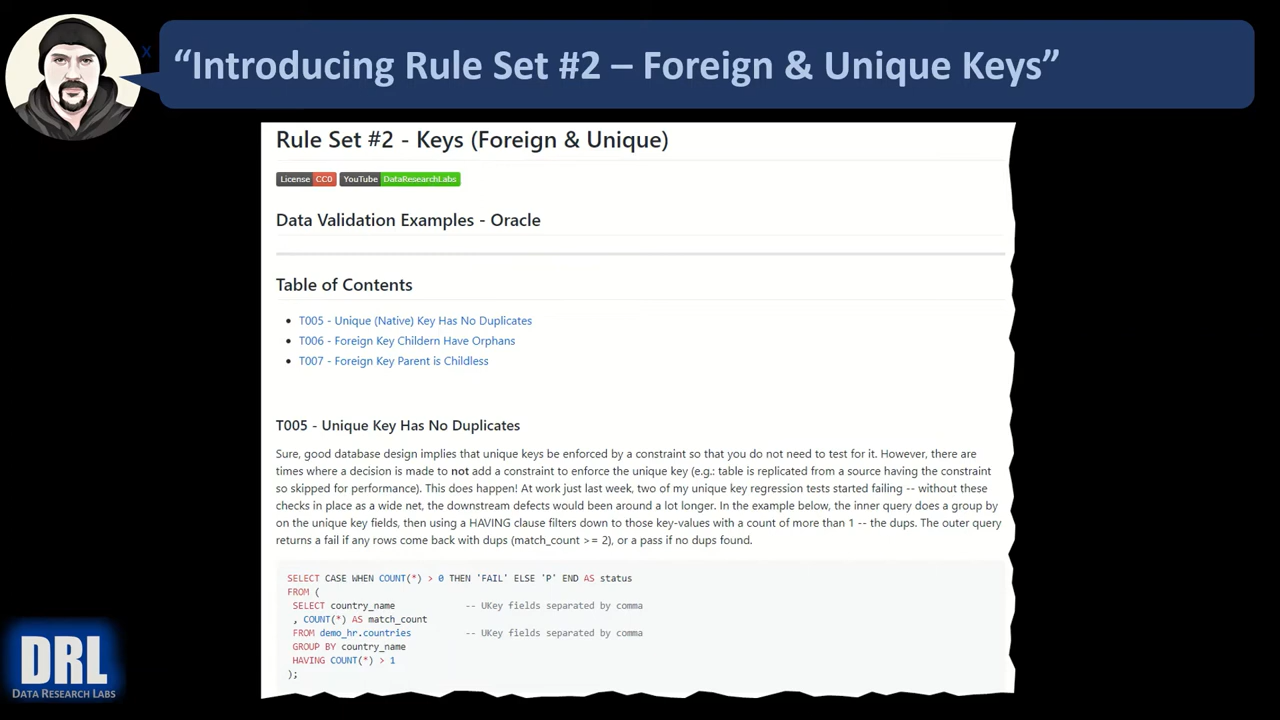 x
“Introducing Rule Set #2 – Foreign & Unique Keys”
Rule Set #2 - Keys (Foreign & Unique)
License CC0 YouTube DataResearchLabs
Data Validation Examples - Oracle
Table of Contents
• T005 - Unique (Native) Key Has No Duplicates
• T006 - Foreign Key Childern Have Orphans
• T007 - Foreign Key Parent is Childless
T005 - Unique Key Has No Duplicates
Sure, good database design implies that unique keys be enforced by a constraint so that you do not need to test for it. However, there are
times where a decision is made to not add a constraint to enforce the unique key (e.g.: table is replicated from a source having the constraint
so skipped for performance). This does happen! At work just last week, two of my unique key regression tests started failing -- without these
checks in place as a wide net, the downstream defects would been around a lot longer. In the example below, the inner query does a group by
on the unique key fields, then using a HAVING clause filters down to those key-values with a count of more than 1 -- the dups. The outer query
returns a fail if any rows come back with dups (match_count >= 2), or a pass if no dups found.
SELECT CASE WHEN COUNT(*) > 0 THEN 'FAIL' ELSE 'P' END AS status
FROM (
SELECT country_name -- UKey fields separated by comma
, COUNT(*) AS match_count
FROM demo_hr.countries -- UKey fields separated by comma
GROUP BY country_name
HAVING COUNT(*) > 1
);
DRL
DATA RESEARCH LABS